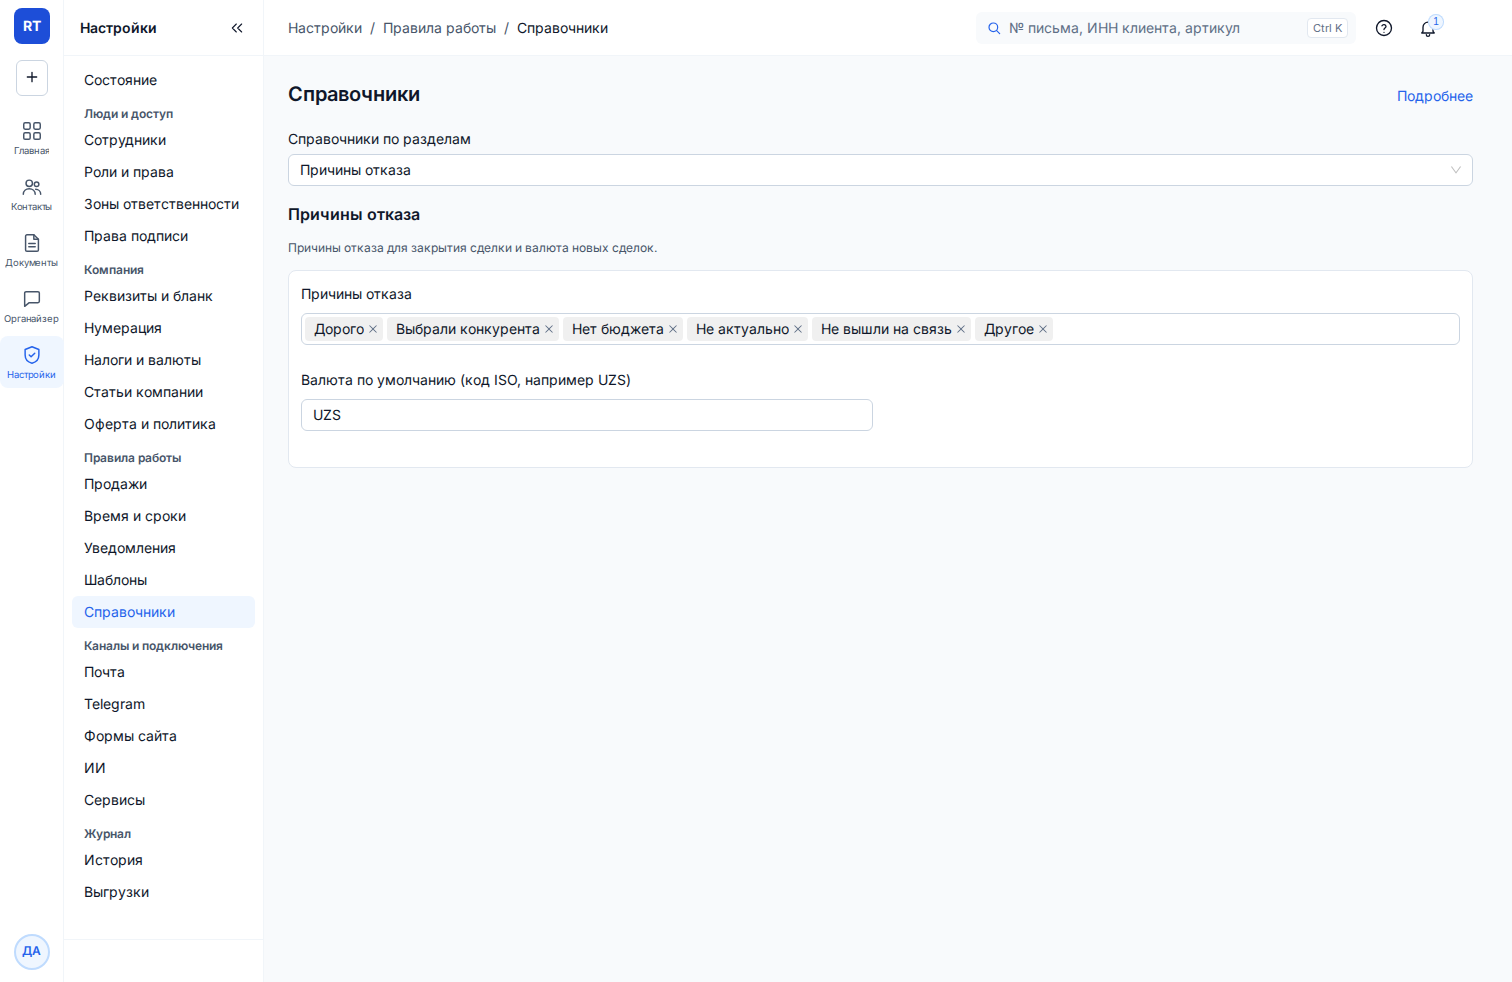 RT
Главная
Контакты
Документы
Органайзер
Настройки
ДА
Настройки
Состояние
Люди и доступ
Сотрудники
Роли и права
Зоны ответственности
Права подписи
Компания
Реквизиты и бланк
Нумерация
Налоги и валюты
Статьи компании
Оферта и политика
Правила работы
Продажи
Время и сроки
Уведомления
Шаблоны
Справочники
Каналы и подключения
Почта
Telegram
Формы сайта
ИИ
Сервисы
Журнал
История
Выгрузки
Настройки / Правила работы / Справочники
№ письма, ИНН клиента, артикул Ctrl K
1
Справочники
Подробнее
Справочники по разделам
Причины отказа
Причины отказа
Причины отказа для закрытия сделки и валюта новых сделок.
Причины отказа
Дорого Выбрали конкурента Нет бюджета Не актуально Не вышли на связь Другое
Валюта по умолчанию (код ISO, например UZS)
UZS